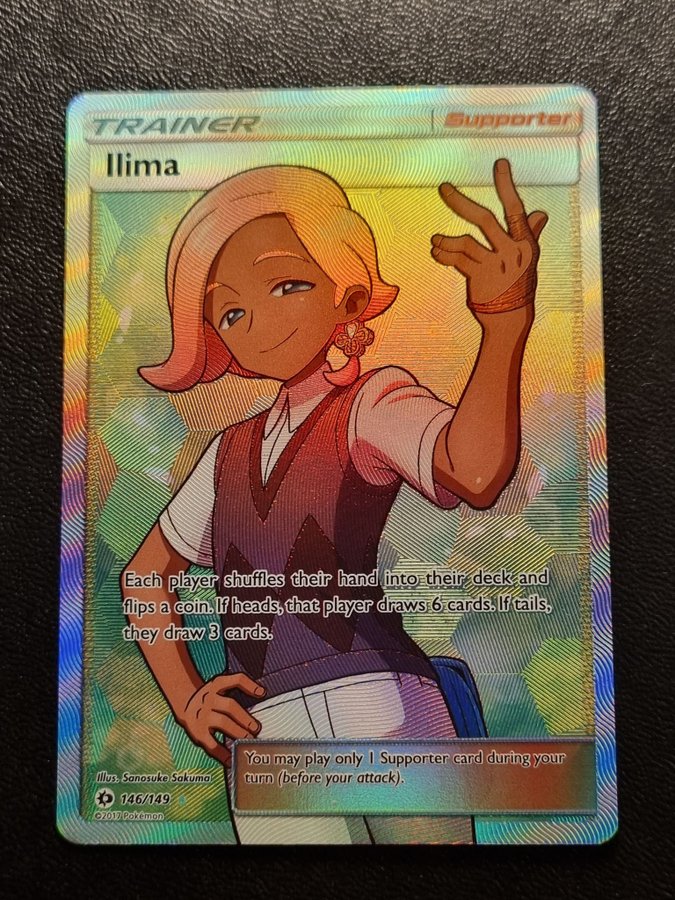 TRAINER Supporter
Ilima
Each player shuffles their hand into their deck and
flips a coin. If heads, that player draws 6 cards. If tails,
they draw 3 cards.
You may play only 1 Supporter card during your
turn (before your attack).
Illus. Sanosuke Sakuma
146/149
©2017 Pokémon